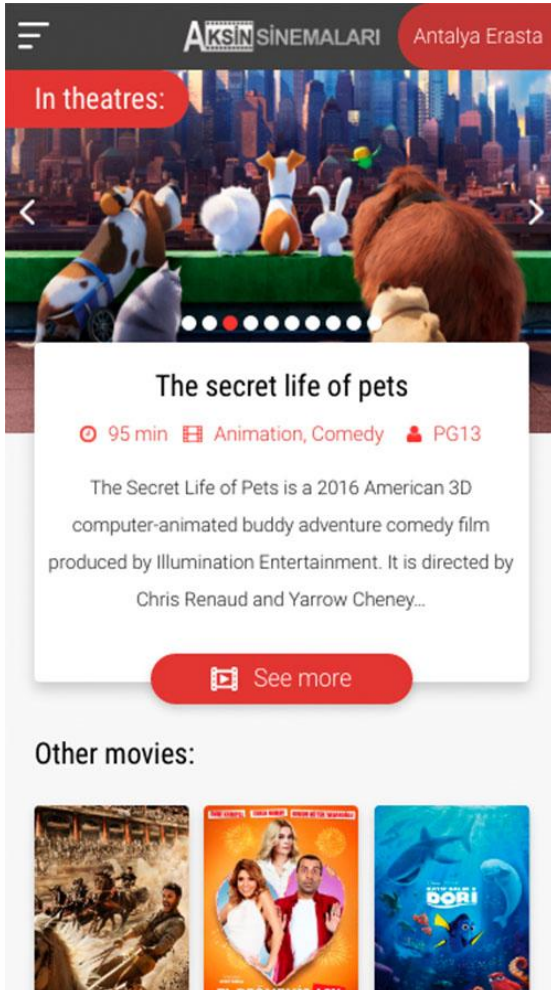 AKSİN SİNEMALARI
Antalya Erasta
In theatres:
The secret life of pets
95 min Animation, Comedy PG13
The Secret Life of Pets is a 2016 American 3D
computer-animated buddy adventure comedy film
produced by Illumination Entertainment. It is directed by
Chris Renaud and Yarrow Cheney...
See more
Other movies:
DORİ